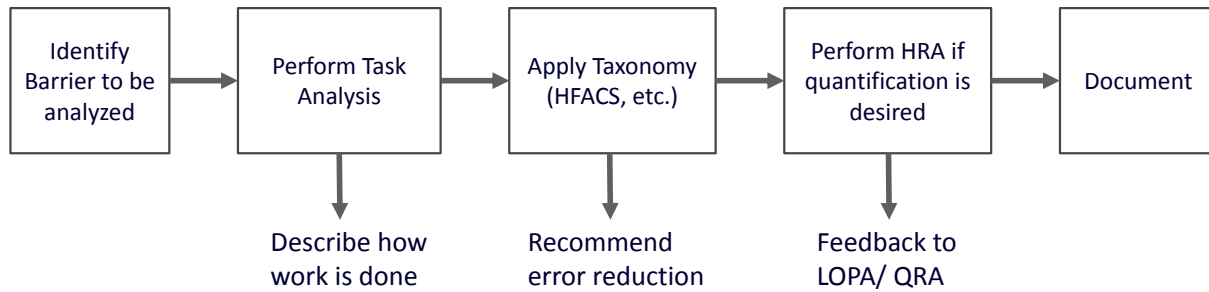 Identify
Barrier to be
analyzed
Perform Task
Analysis
Apply Taxonomy
(HFACS, etc.)
Perform HRA if
quantification is
desired
Document
Describe how
work is done
Recommend
error reduction
Feedback to
LOPA/ QRA